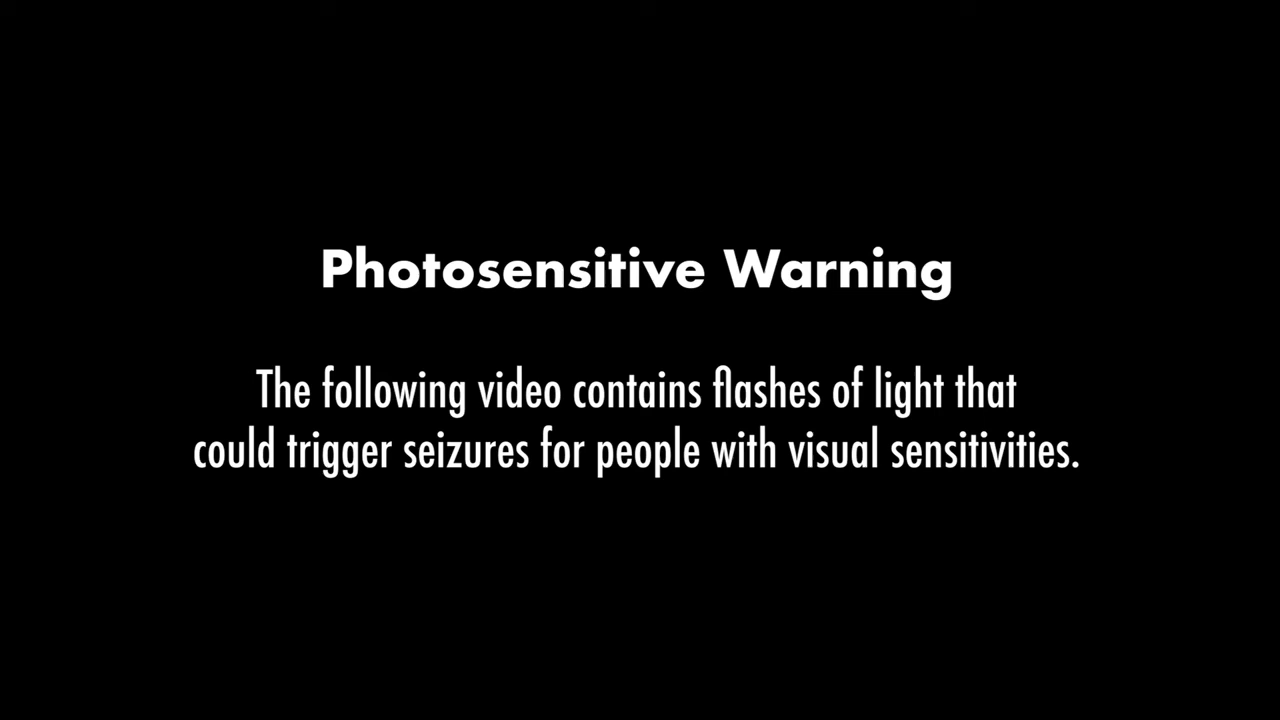 Photosensitive Warning
The following video contains flashes of light that
could trigger seizures for people with visual sensitivities.